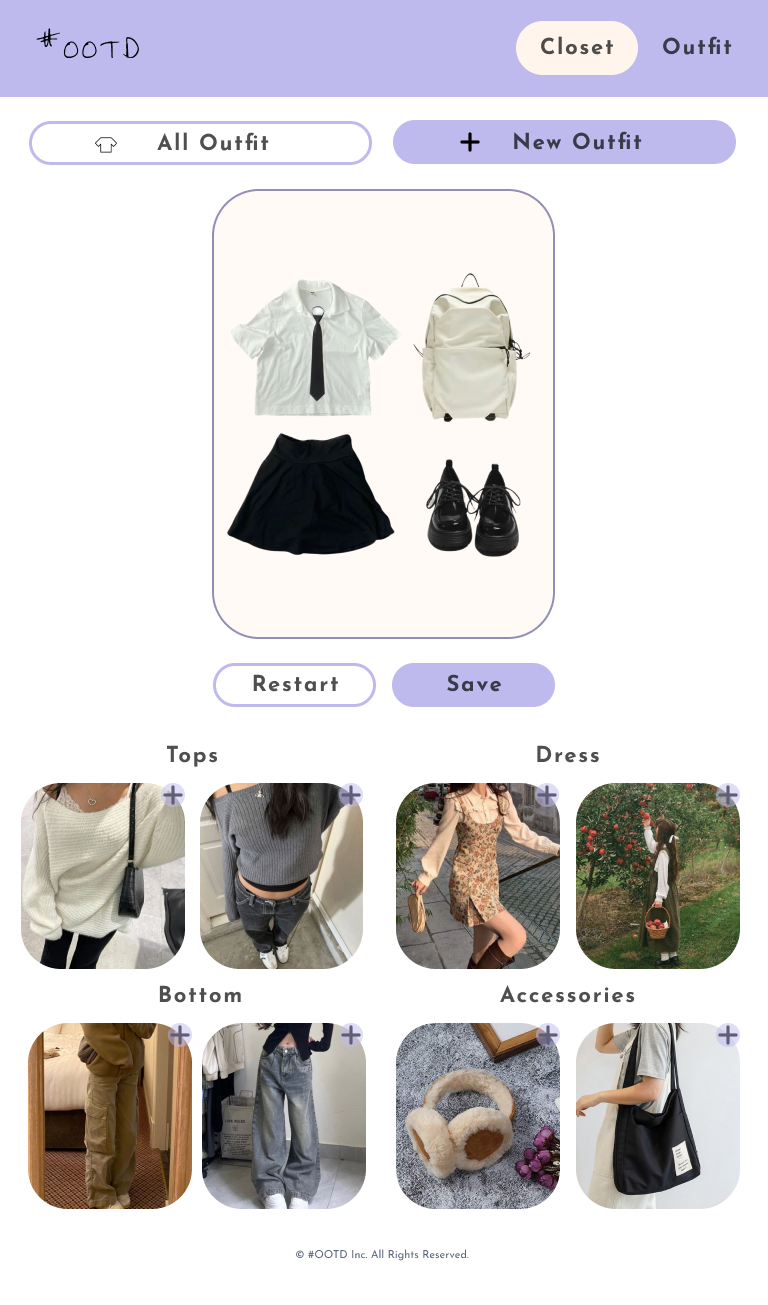 #OOTD
Closet
Outfit
All Outfit
New Outfit
Restart
Save
Tops
Dress
Bottom
Accessories
© #OOTD Inc. All Rights Reserved.